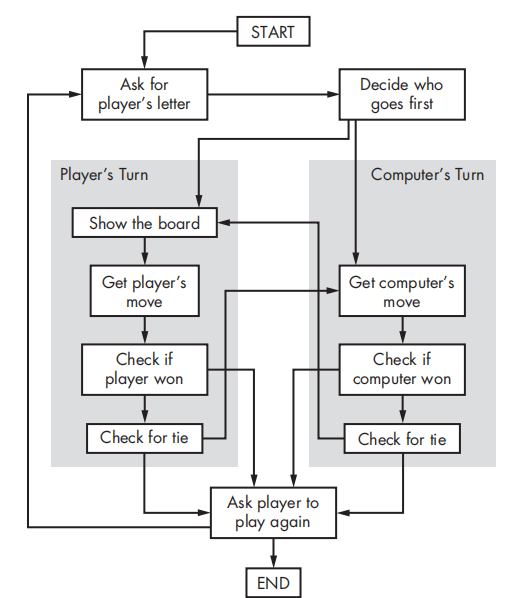 START
Ask for
player's letter
Decide who
goes first
Player's Turn
Computer's Turn
Show the board
Get player's
move
Get computer's
move
Check if
player won
Check if
computer won
Check for tie
Check for tie
Ask player to
play again
END